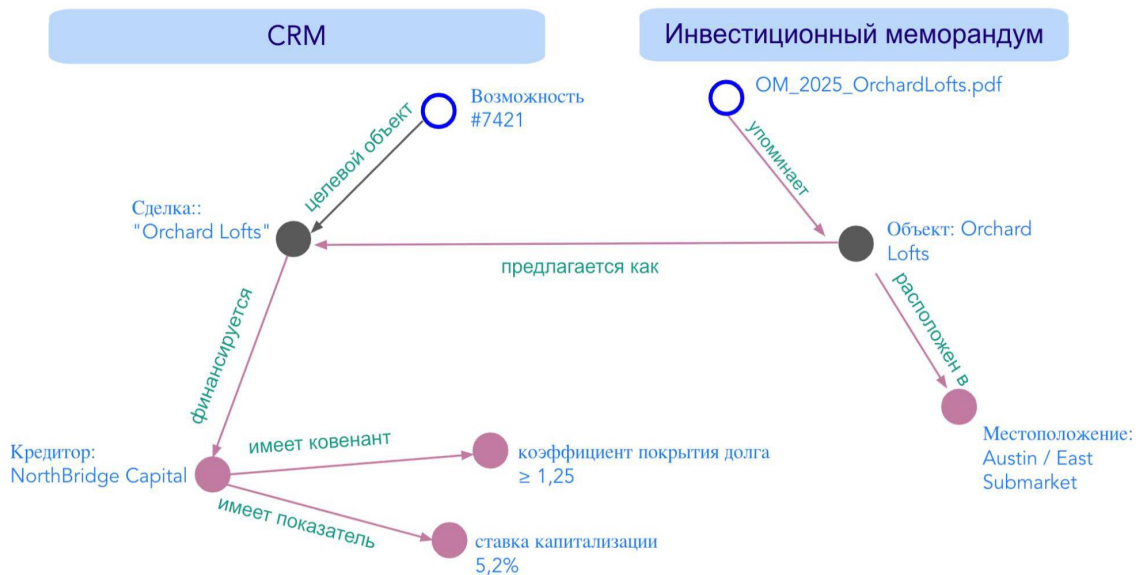 CRM
Инвестиционный меморандум
Возможность
#7421
OM_2025_OrchardLofts.pdf
целевой объект
упоминает
Сделка::
"Orchard Lofts"
Объект: Orchard
Lofts
предлагается как
расположен в
финансируется
Местоположение:
Austin / East
Submarket
Кредитор:
NorthBridge Capital
имеет ковенант
коэффициент покрытия долга
≥ 1,25
имеет показатель
ставка капитализации
5,2%